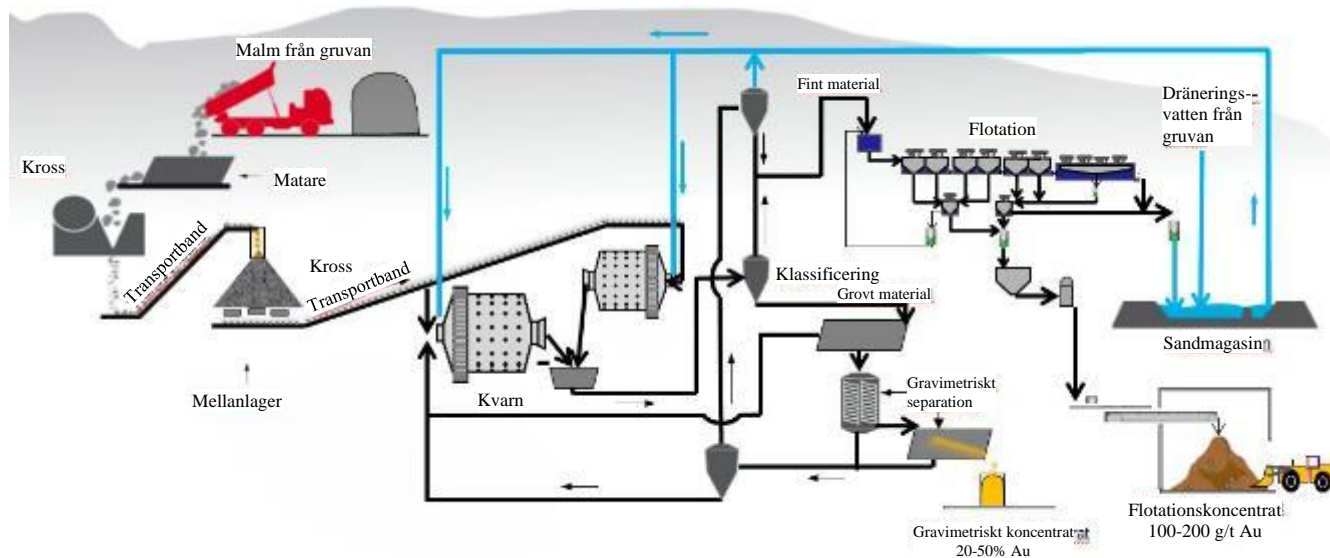 Malm från gruvan
Fint material
Dränerings--
vatten från
gruvan
Flotation
Kross
Matare
Transportband
Kross
Transportband
Klassificering
Grovt material
Sandmagasin
Mellanlager
Kvarn
Gravimetriskt
separation
Gravimetriskt koncentratrat
20-50% Au
Flotationskoncentrat
100-200 g/t Au